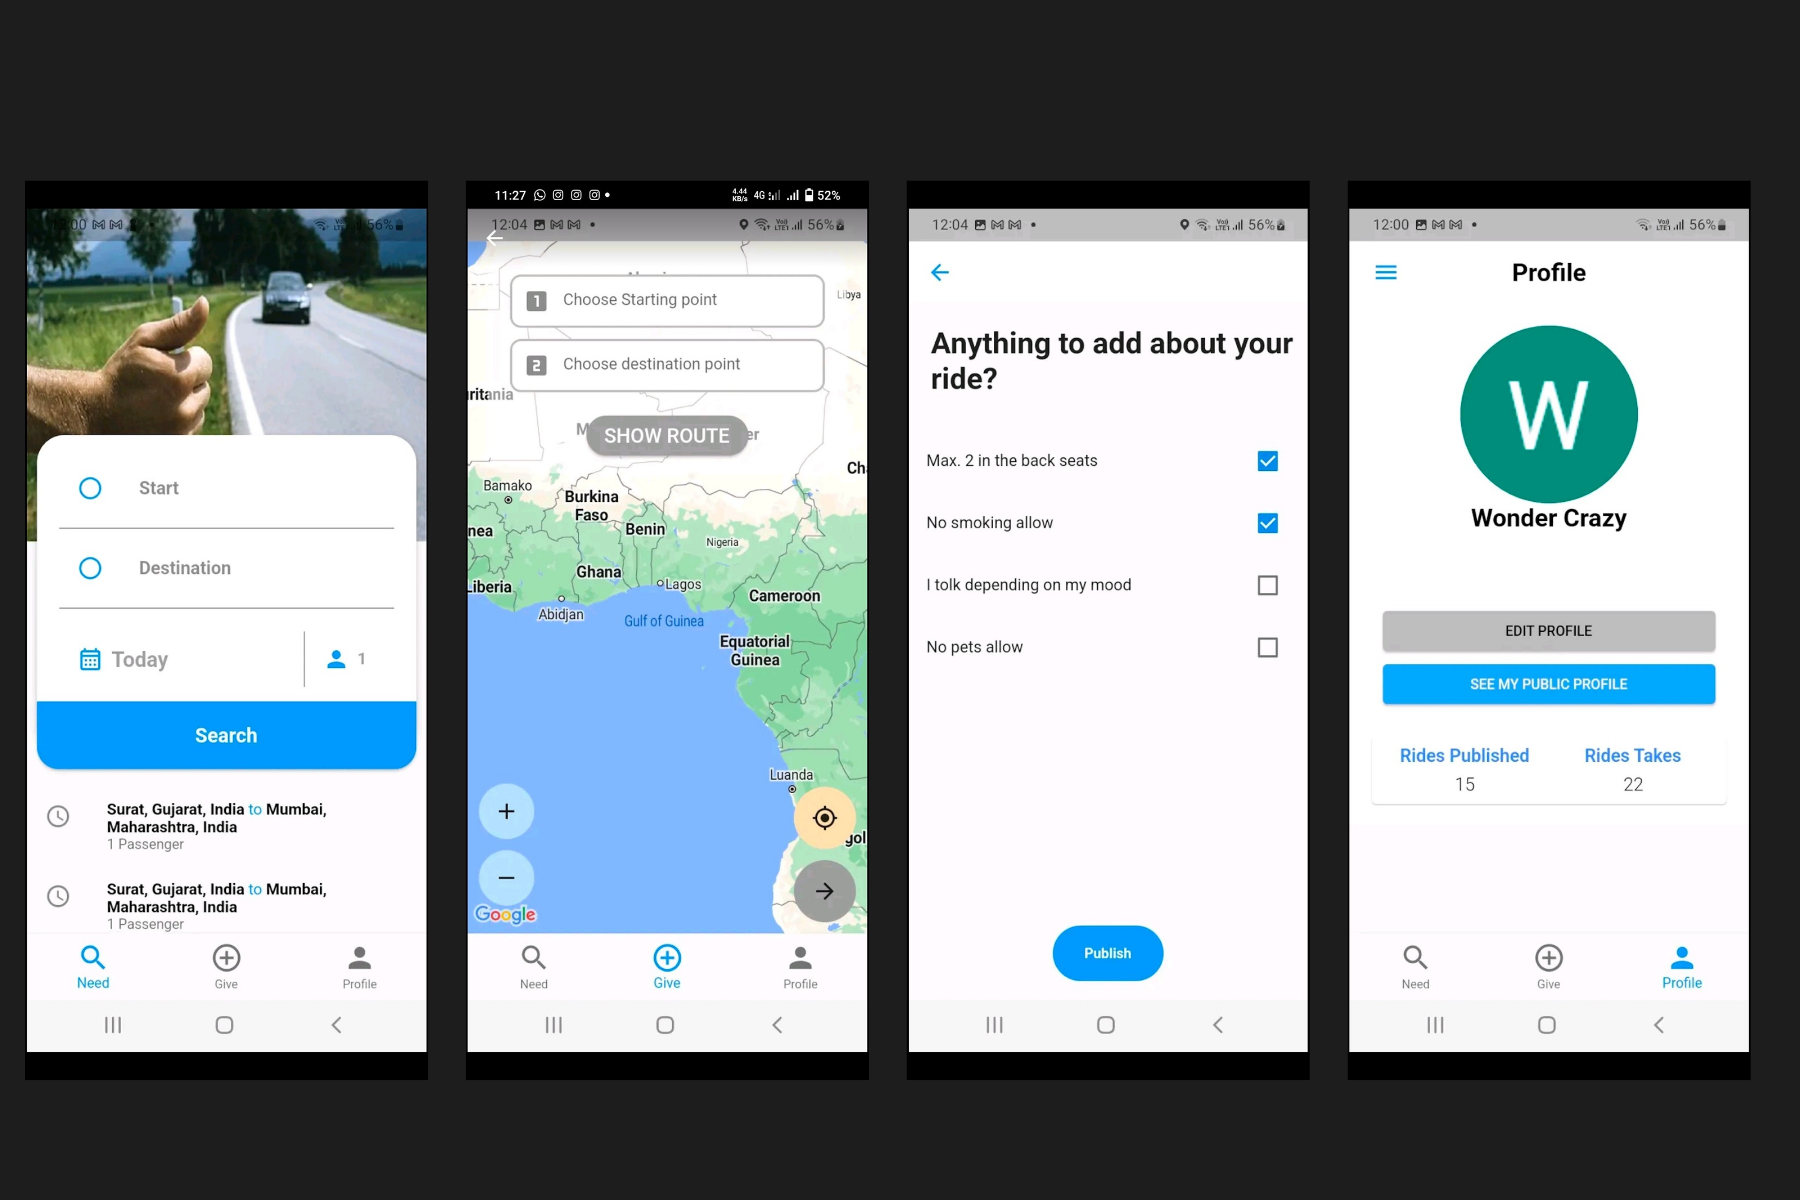 56%
Start
Destination
Today
1
Search
Surat, Gujarat, India to Mumbai,
Maharashtra, India
1 Passenger
Surat, Gujarat, India to Mumbai,
Maharashtra, India
1 Passenger
Need
Give
Profile
11:27
4.44
KB/s
4G
52%
12:04
56%
1
Choose Starting point
Libya
2
Choose destination point
ritania
SHOW ROUTE
er
Ch
Bamako
Burkina
Faso
Benin
nea
Nigeria
Ghana
Liberia
Lagos
Cameroon
Abidjan
Gulf of Guinea
Equatorial
Guinea
Luanda
gol
Google
Need
Give
Profile
12:04
56%
Anything to add about your
ride?
Max. 2 in the back seats
No smoking allow
I tolk depending on my mood
No pets allow
Publish
12:00
56%
Profile
W
Wonder Crazy
EDIT PROFILE
SEE MY PUBLIC PROFILE
Rides Published
Rides Takes
15
22
Need
Give
Profile